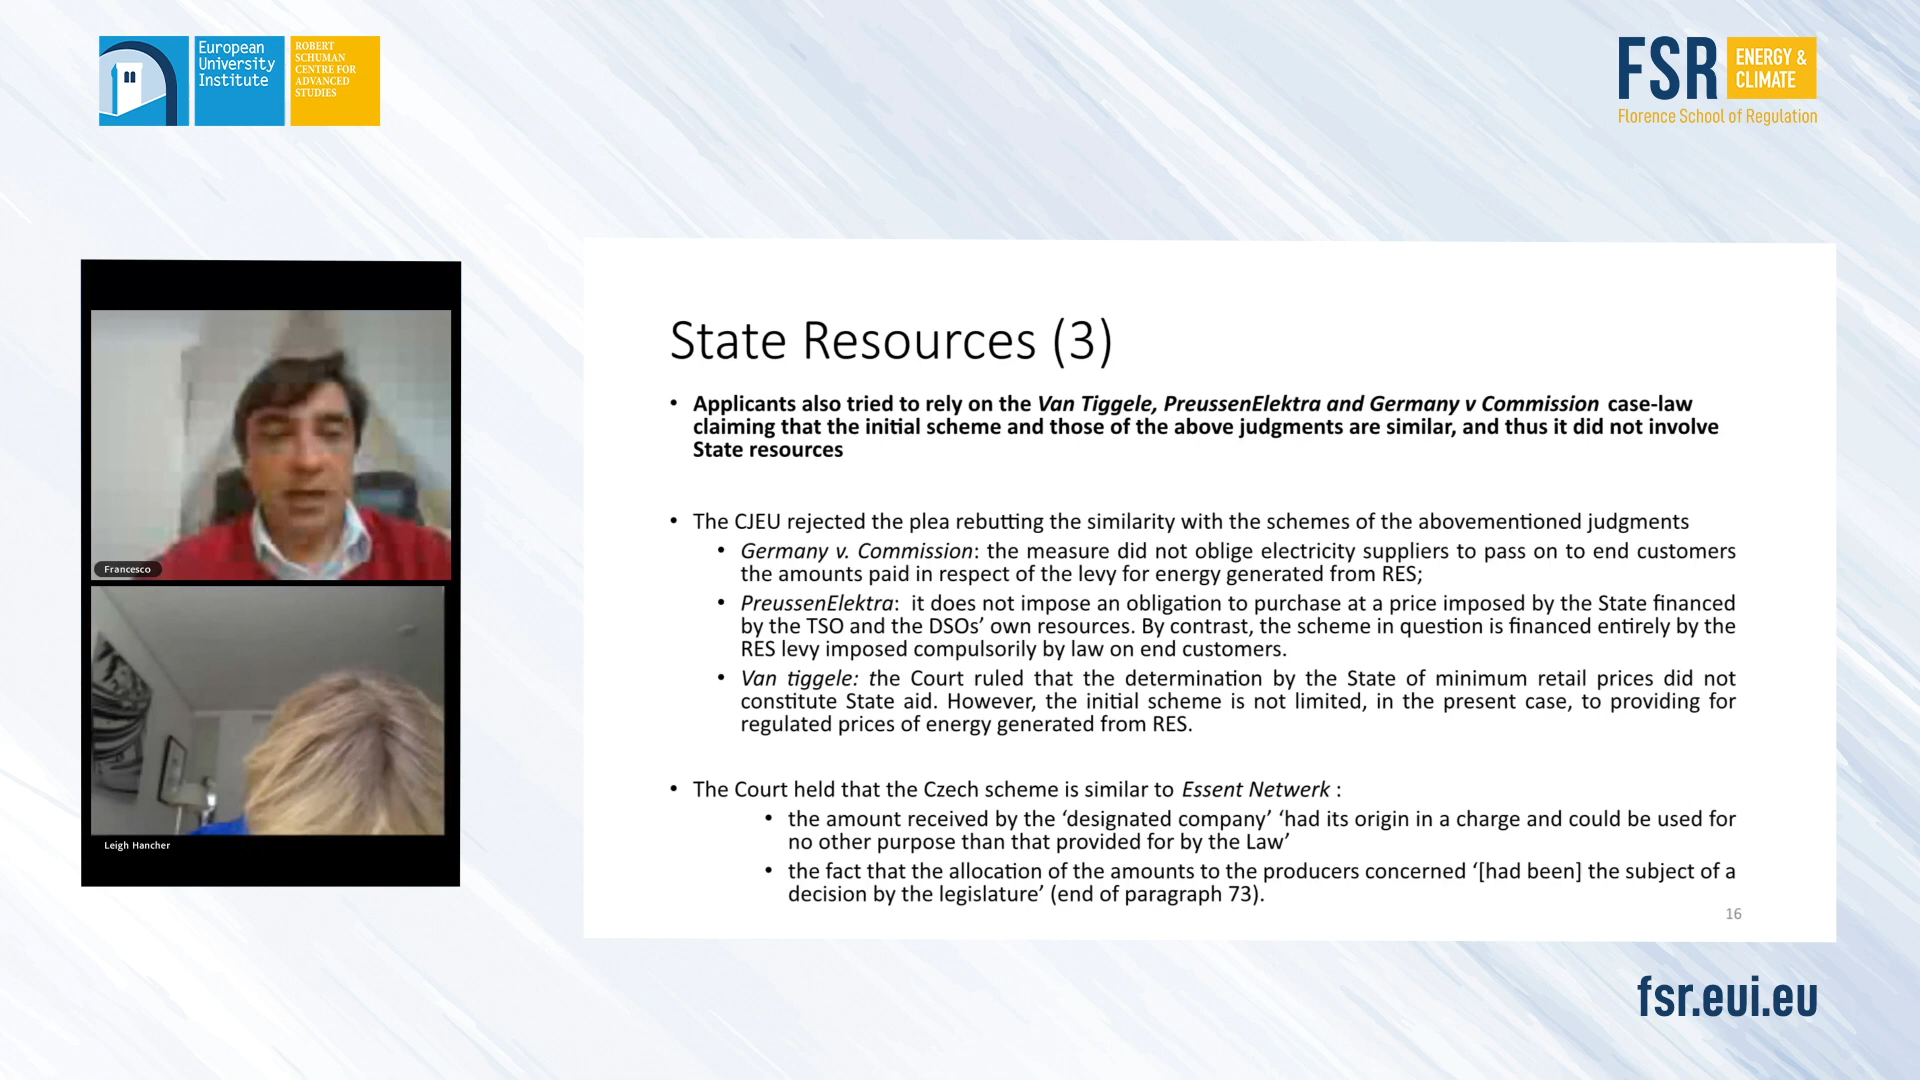 European
University
Institute
ROBERT
SCHUMAN
CENTRE FOR
ADVANCED
STUDIES
FSR
ENERGY &
CLIMATE
Florence School of Regulation
Francesco
Leigh Hancher
State Resources (3)
• Applicants also tried to rely on the Van Tiggele, PreussenElektra and Germany v Commission case-law
claiming that the initial scheme and those of the above judgments are similar, and thus it did not involve
State resources
• The CJEU rejected the plea rebutting the similarity with the schemes of the abovementioned judgments
• Germany v. Commission: the measure did not oblige electricity suppliers to pass on to end customers
the amounts paid in respect of the levy for energy generated from RES;
• PreussenElektra: it does not impose an obligation to purchase at a price imposed by the State financed
by the TSO and the DSOs’ own resources. By contrast, the scheme in question is financed entirely by the
RES levy imposed compulsorily by law on end customers.
• Van tiggele: the Court ruled that the determination by the State of minimum retail prices did not
constitute State aid. However, the initial scheme is not limited, in the present case, to providing for
regulated prices of energy generated from RES.
• The Court held that the Czech scheme is similar to Essent Netwerk :
• the amount received by the ‘designated company’ ‘had its origin in a charge and could be used for
no other purpose than that provided for by the Law’
• the fact that the allocation of the amounts to the producers concerned ‘[had been] the subject of a
decision by the legislature’ (end of paragraph 73).
16
fsr.eui.eu